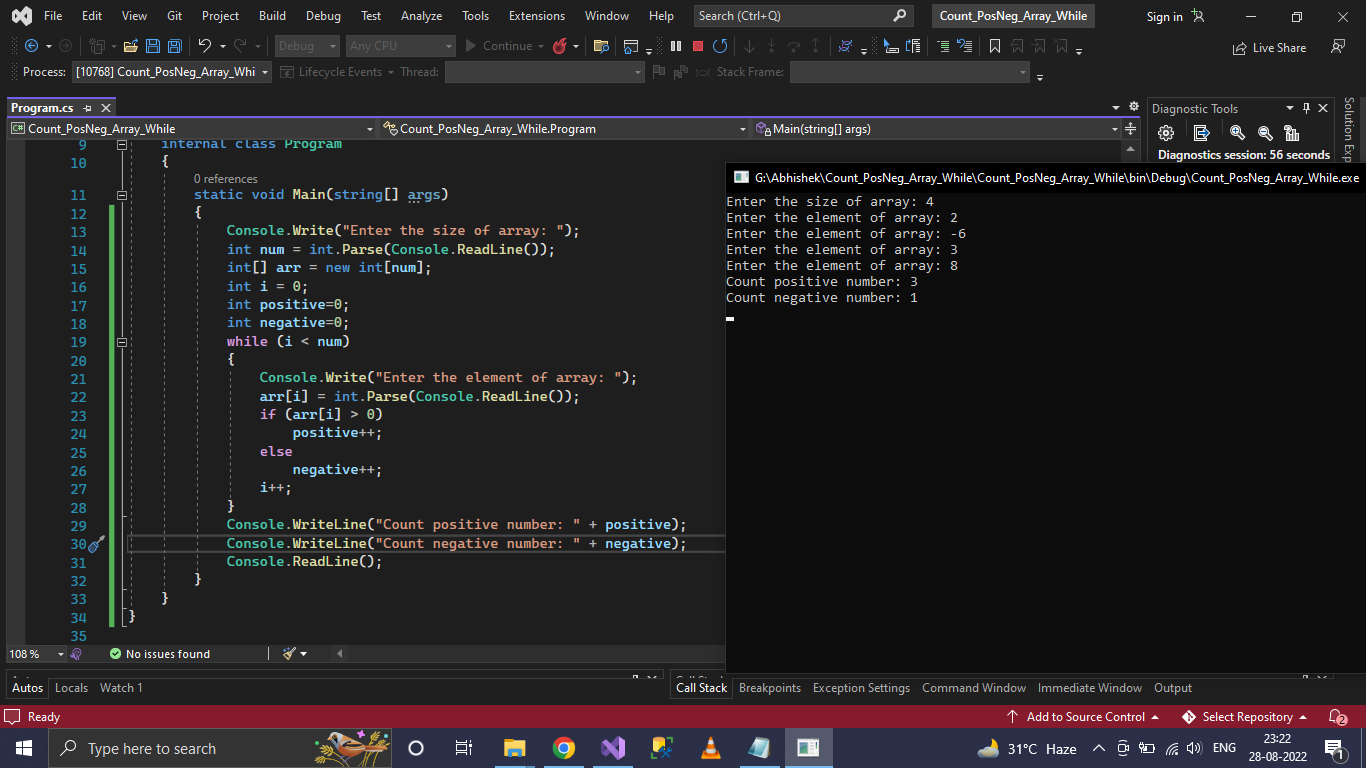 File Edit View Git Project Build Debug Test Analyze Tools Extensions Window Help Search (Ctrl+Q) Count_PosNeg_Array_While Sign in
Debug Any CPU Continue Live Share
Process: [10768] Count_PosNeg_Array_Whi Lifecycle Events Thread: Stack Frame:
Program.cs
Count_PosNeg_Array_While Count_PosNeg_Array_While.Program Main(string[] args)
9 internal class Program
10 {
0 references
11 static void Main(string[] args)
12 {
13 Console.Write("Enter the size of array: ");
14 int num = int.Parse(Console.ReadLine());
15 int[] arr = new int[num];
16 int i = 0;
17 int positive=0;
18 int negative=0;
19 while (i < num)
20 {
21 Console.Write("Enter the element of array: ");
22 arr[i] = int.Parse(Console.ReadLine());
23 if (arr[i] > 0)
24 positive++;
25 else
26 negative++;
27 i++;
28 }
29 Console.WriteLine("Count positive number: " + positive);
30 Console.WriteLine("Count negative number: " + negative);
31 Console.ReadLine();
32 }
33 }
34 }
35
108 % No issues found
Diagnostic Tools
Diagnostics session: 56 seconds
Solution Exp
G:\Abhishek\Count_PosNeg_Array_While\Count_PosNeg_Array_While\bin\Debug\Count_PosNeg_Array_While.exe
Enter the size of array: 4
Enter the element of array: 2
Enter the element of array: -6
Enter the element of array: 3
Enter the element of array: 8
Count positive number: 3
Count negative number: 1
Autos Locals Watch 1
Call Stack Breakpoints Exception Settings Command Window Immediate Window Output
Ready Add to Source Control Select Repository 2
Type here to search 31°C Haze ENG 23:22
28-08-2022 1